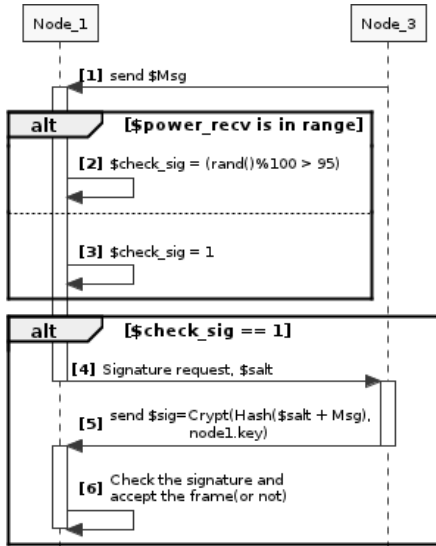 Node_1
Node_3
[1] send $Msg
alt
[$power_recv is in range]
[2] $check_sig = (rand()%100 > 95)
[3] $check_sig = 1
alt
[$check_sig == 1]
[4] Signature request, $salt
[5] send $sig=Crypt(Hash($salt + Msg),
node1.key)
[6] Check the signature and
accept the frame(or not)